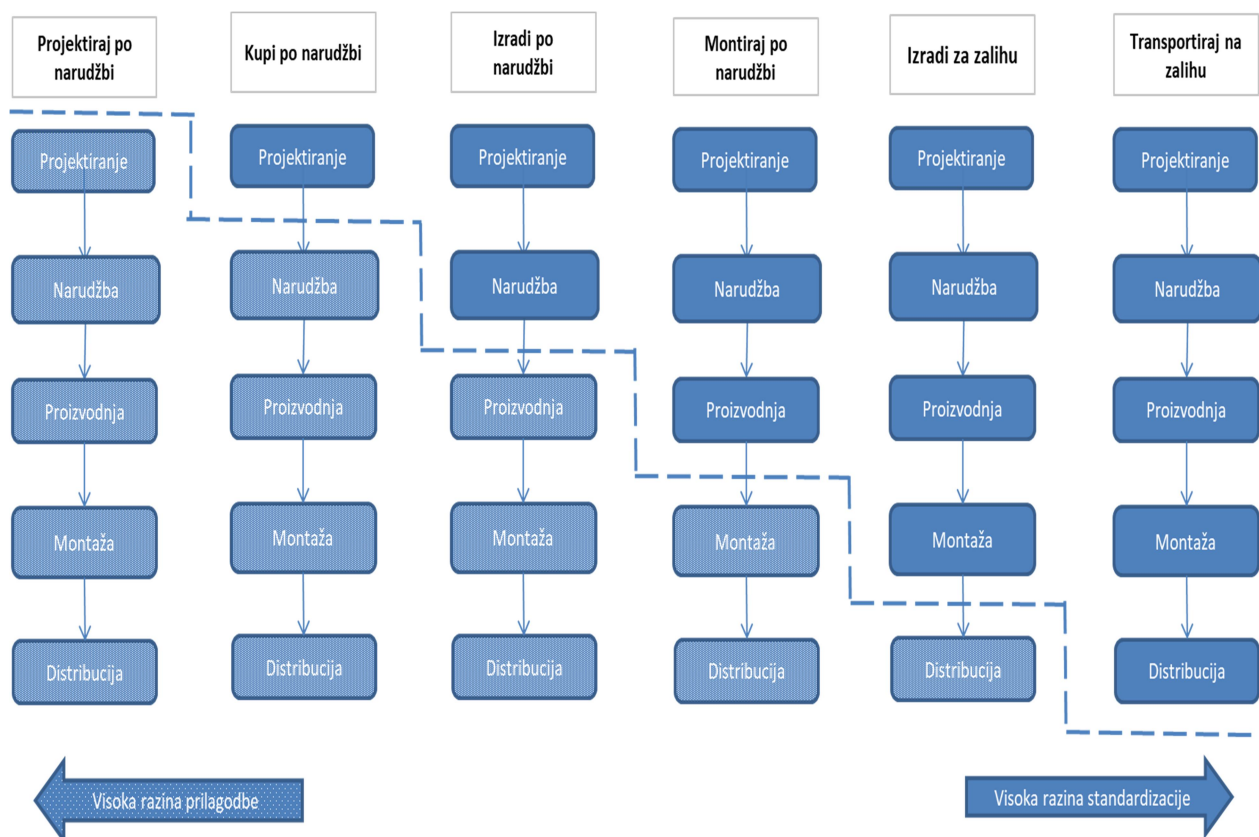 Projektiraj po
narudžbi
Kupi po narudžbi
Izradi po
narudžbi
Montiraj po
narudžbi
Izradi za zalihu
Transportiraj na
zalihu
Projektiranje
Projektiranje
Projektiranje
Projektiranje
Projektiranje
Projektiranje
Narudžba
Narudžba
Narudžba
Narudžba
Narudžba
Narudžba
Proizvodnja
Proizvodnja
Proizvodnja
Proizvodnja
Proizvodnja
Proizvodnja
Montaža
Montaža
Montaža
Montaža
Montaža
Montaža
Distribucija
Distribucija
Distribucija
Distribucija
Distribucija
Distribucija
Visoka razina prilagodbe
Visoka razina standardizacije